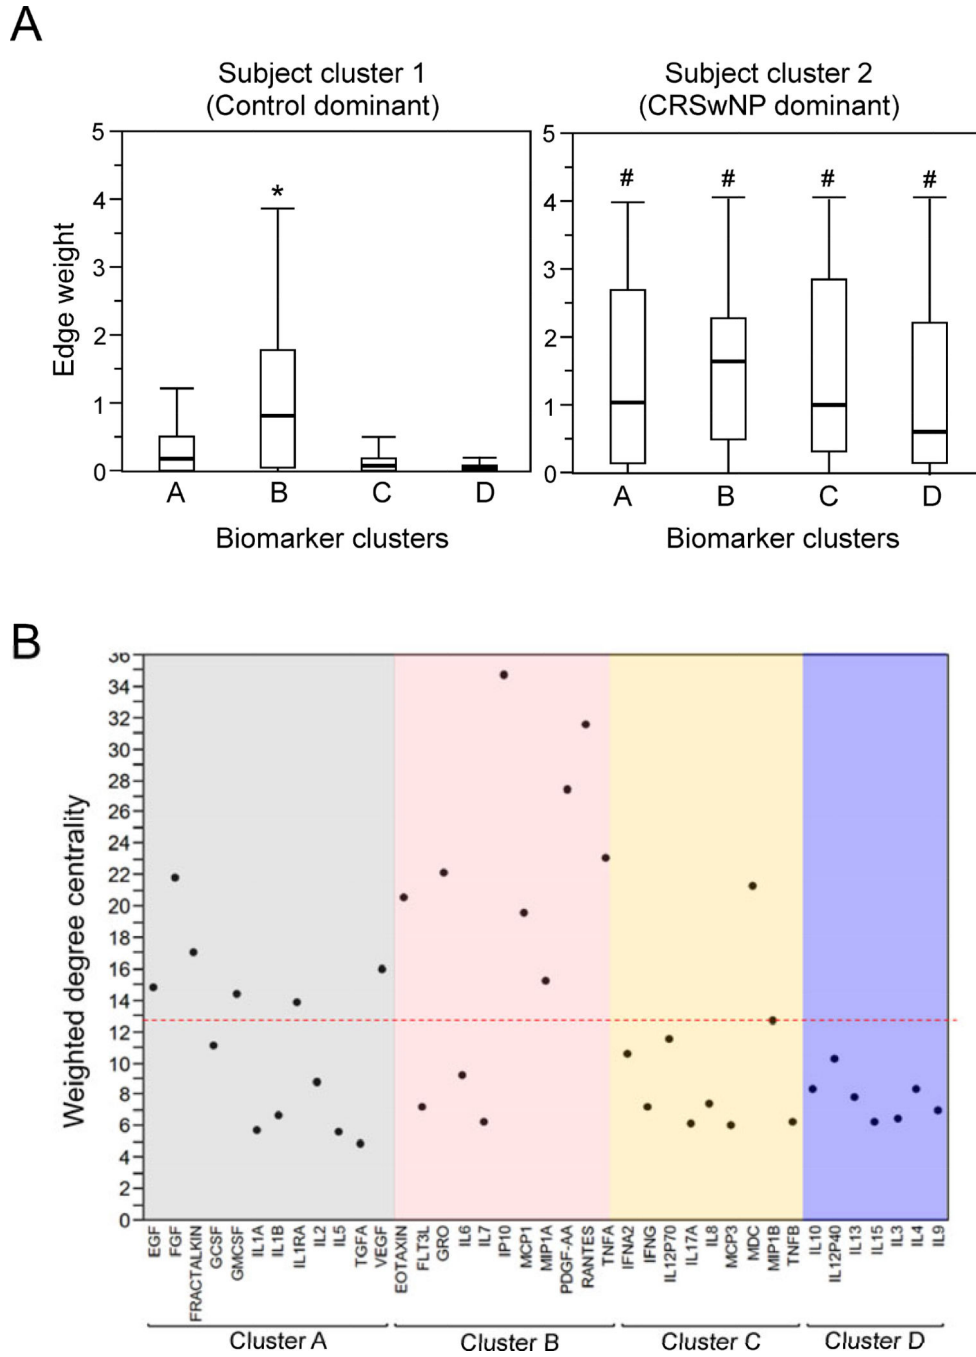 A
Subject cluster 1
(Control dominant)
Subject cluster 2
(CRSwNP dominant)
Edge weight
5
4
3
2
1
0
*
A
B
C
D
Biomarker clusters
5
4
3
2
1
0
#
#
#
#
A
B
C
D
Biomarker clusters
B
Weighted degree centrality
36
34
32
30
28
26
24
22
20
18
16
14
12
10
8
6
4
2
0
EGF
FGF
FRACTALKIN
GCSF
GMCSF
IL1A
IL1B
IL1RA
IL2
IL5
TGFA
VEGF
EOTAXIN
FLT3L
GRO
IL6
IL7
IP10
MCP1
MIP1A
PDGF-AA
RANTES
TNFA
IFNA2
IFNG
IL12P70
IL17A
IL8
MCP3
MDC
MIP1B
TNFB
IL10
IL12P40
IL13
IL15
IL3
IL4
IL9
Cluster A
Cluster B
Cluster C
Cluster D